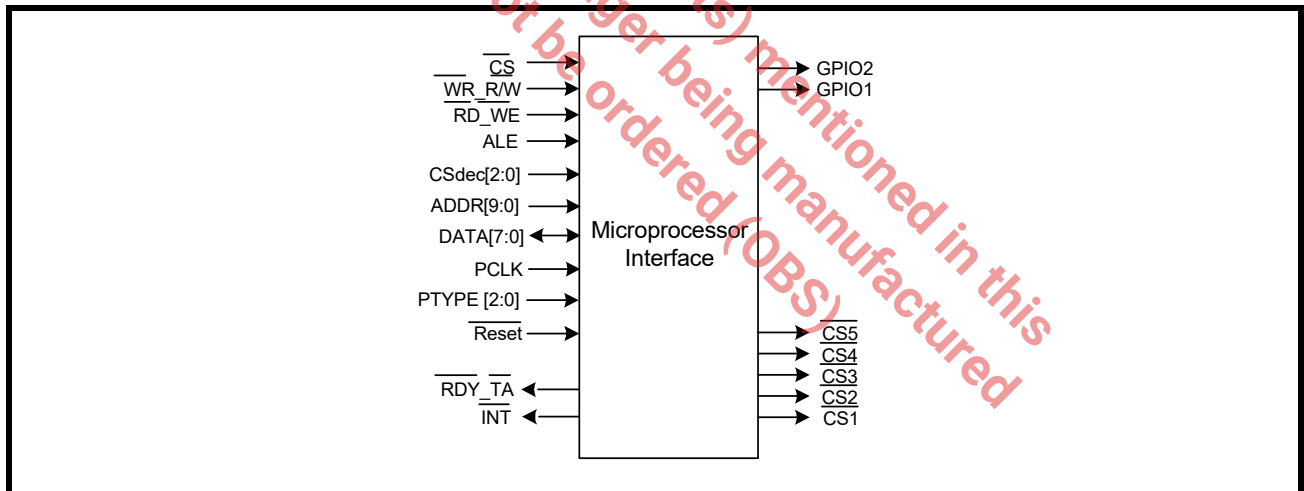 CS
WR_R/W
RD_WE
ALE
CSdec[2:0]
ADDR[9:0]
DATA[7:0]
PCLK
PTYPE [2:0]
Reset
RDY_TA
INT
Microprocessor
Interface
GPIO2
GPIO1
CS5
CS4
CS3
CS2
CS1
mentioned in this
being manufactured
be ordered (OBS)